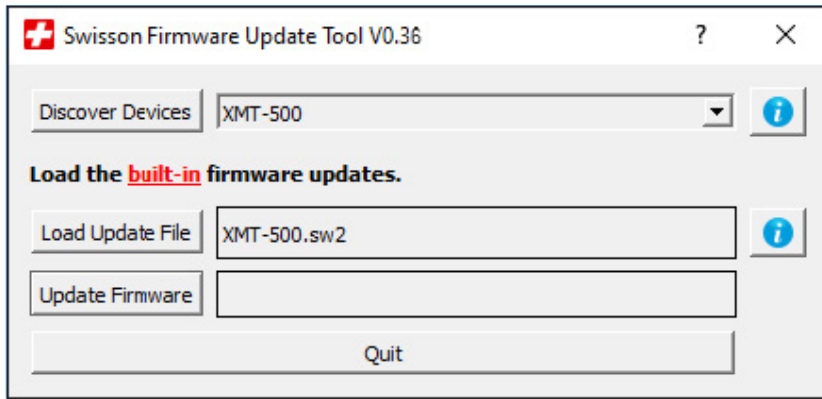 Swisson Firmware Update Tool V0.36 ?
Discover Devices XMT-500
Load the built-in firmware updates.
Load Update File XMT-500.sw2
Update Firmware
Quit